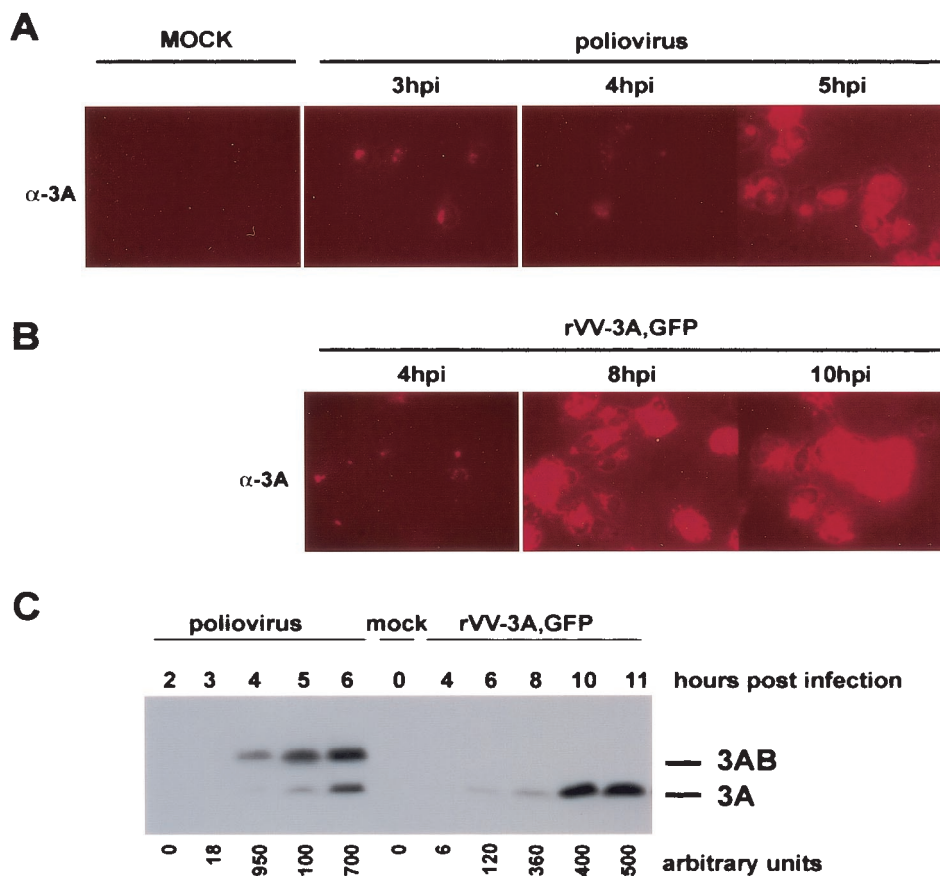 A
MOCK
poliovirus
3hpi
4hpi
5hpi
α-3A
B
rVV-3A,GFP
4hpi
8hpi
10hpi
α-3A
C
poliovirus
mock
rVV-3A,GFP
2 3 4 5 6 0 4 6 8 10 11
hours post infection
3AB
3A
0 18 950 100 700 0 6 120 360 400 500
arbitrary units